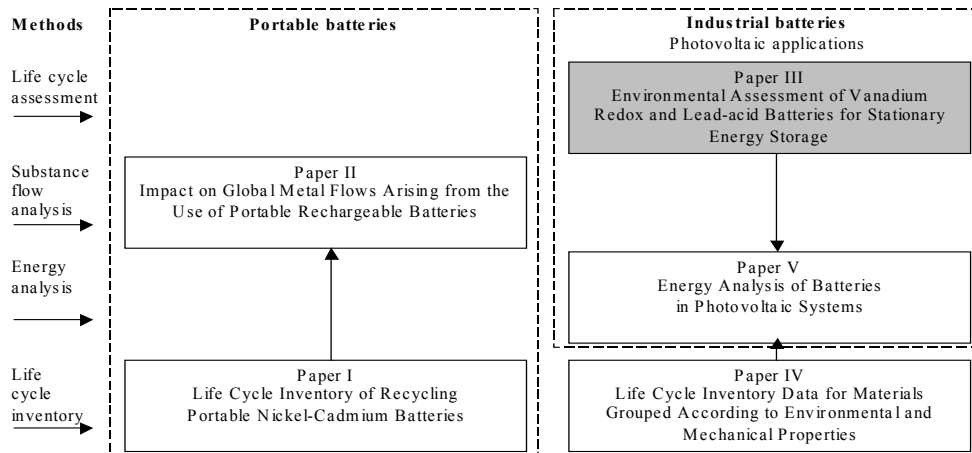 Methods
Life cycle
assessment
Substance
flow
analysis
Energy
analysis
Life
cycle
inventory
Portable batteries
Paper II
Impact on Global Metal Flows Arising from the
Use of Portable Rechargeable Batteries
Paper I
Life Cycle Inventory of Recycling
Portable Nickel-Cadmium Batteries
Industrial batteries
Photovoltaic applications
Paper III
Environmental Assessment of Vanadium
Redox and Lead-acid Batteries for Stationary
Energy Storage
Paper V
Energy Analysis of Batteries
in Photovoltaic Systems
Paper IV
Life Cycle Inventory Data for Materials
Grouped According to Environmental and
Mechanical Properties